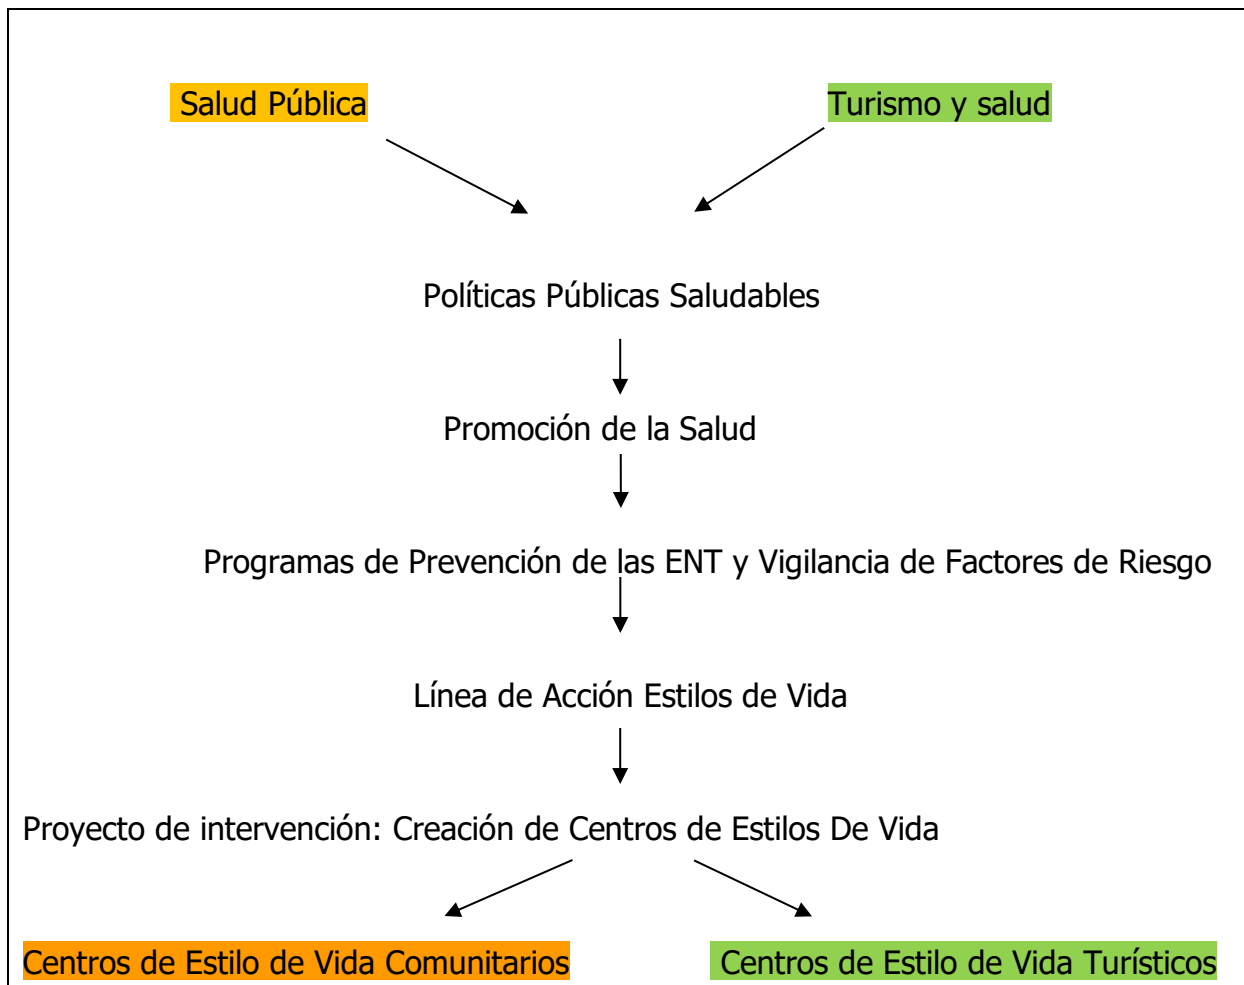 Salud Pública
Turismo y salud
Políticas Públicas Saludables
Promoción de la Salud
Programas de Prevención de las ENT y Vigilancia de Factores de Riesgo
Línea de Acción Estilos de Vida
Proyecto de intervención: Creación de Centros de Estilos De Vida
Centros de Estilo de Vida Comunitarios
Centros de Estilo de Vida Turísticos